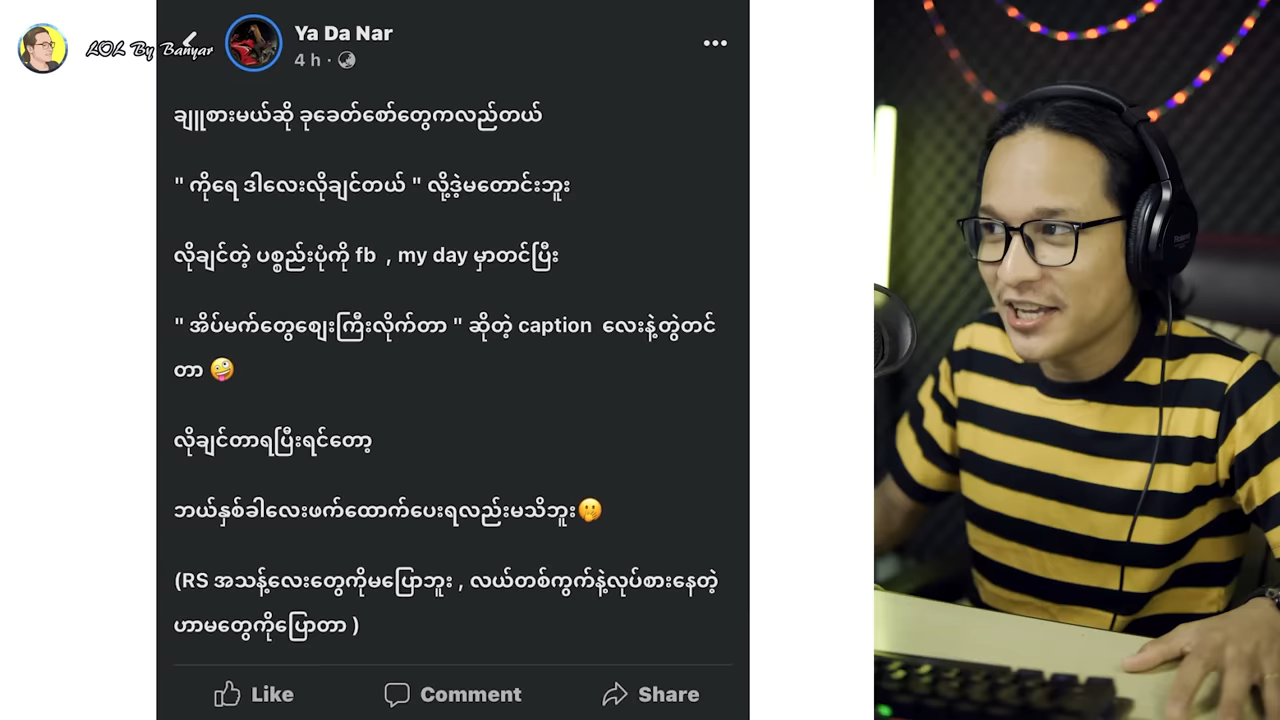 LOL By Banyar
Ya Da Nar
4 h ·
ချူစားမယ်ဆို ခုခေတ်စော်တွေကလည်တယ်
" ကိုရေ ဒါလေးလိုချင်တယ် " လို့ဒဲ့မတောင်းဘူး
လိုချင်တဲ့ ပစ္စည်းပုံကို fb , my day မှာတင်ပြီး
" အိပ်မက်တွေဈေးကြီးလိုက်တာ " ဆိုတဲ့ caption လေးနဲ့တွဲတင်
တာ 🤪
လိုချင်တာရပြီးရင်တော့
ဘယ်နှစ်ခါလေးဖက်ထောက်ပေးရလည်းမသိဘူး🤭
(RS အသန့်လေးတွေကိုမပြောဘူး , လယ်တစ်ကွက်နဲ့လုပ်စားနေတဲ့
ဟာမတွေကိုပြောတာ )
Like Comment Share